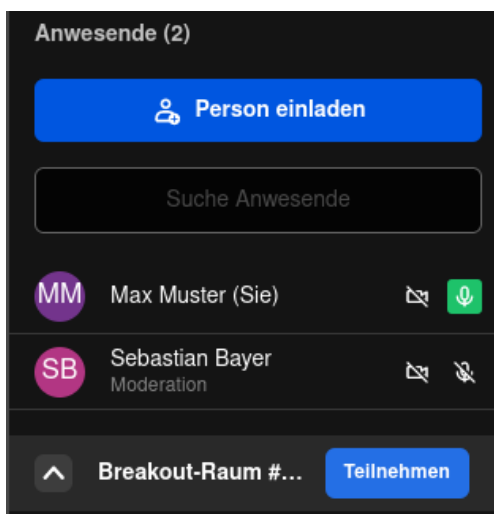 Anwesende (2)
Person einladen
Suche Anwesende
MM Max Muster (Sie)
SB Sebastian Bayer
Moderation
Breakout-Raum #... Teilnehmen